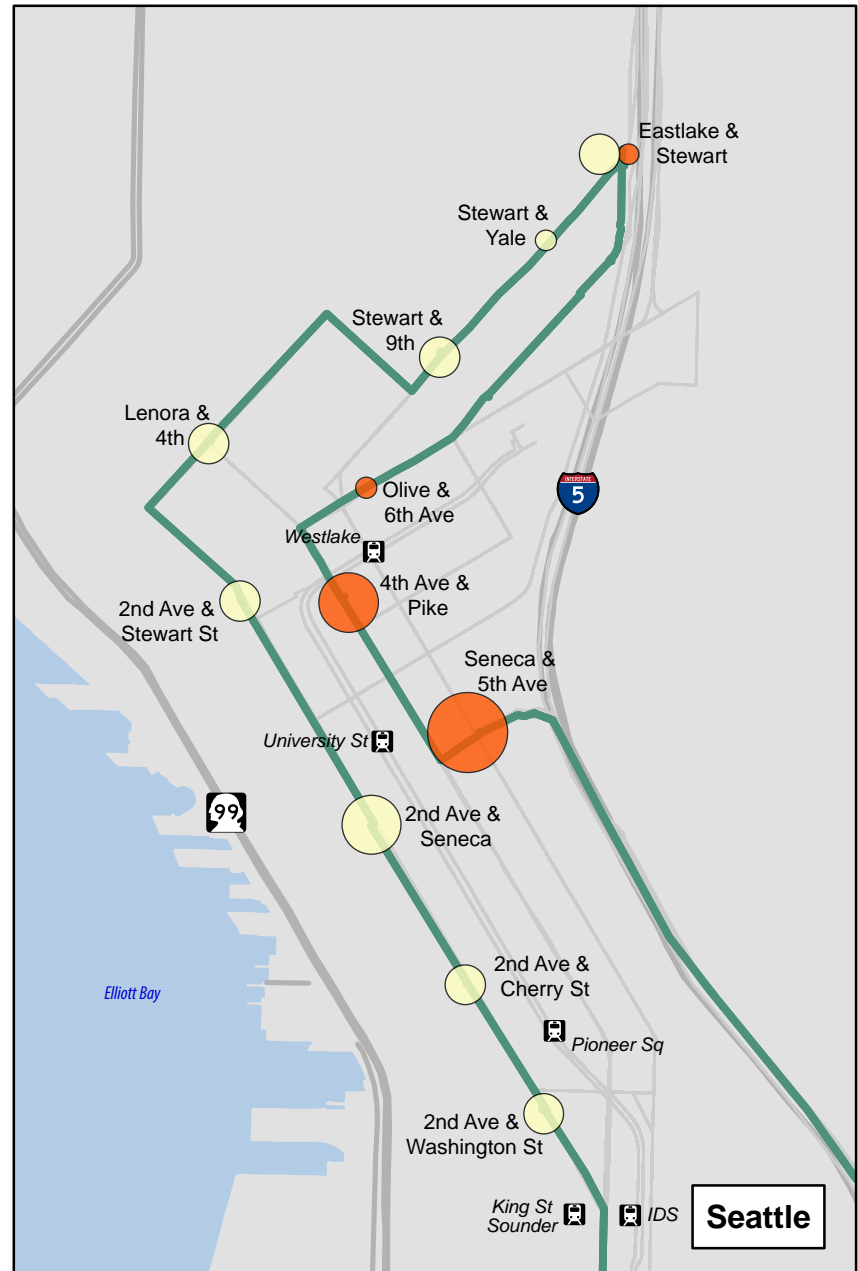 Eastlake &
Stewart
Stewart &
Yale
Stewart &
9th
Lenora &
4th
INTERSTATE
5
Olive &
6th Ave
Westlake
4th Ave &
Pike
2nd Ave &
Stewart St
Seneca &
5th Ave
University St
99
2nd Ave &
Seneca
2nd Ave &
Cherry St
Elliott Bay
Pioneer Sq
2nd Ave &
Washington St
King St
Sounder
IDS
Seattle